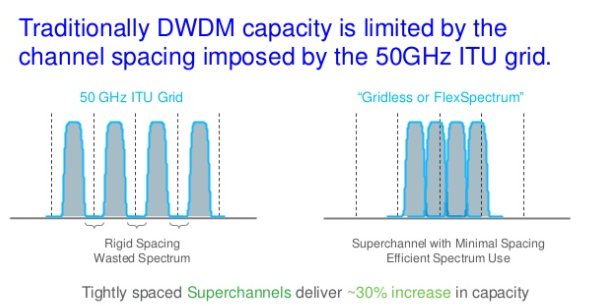 Traditionally DWDM capacity is limited by the
channel spacing imposed by the 50GHz ITU grid.
50 GHz ITU Grid
"Gridless or FlexSpectrum"
Rigid Spacing
Wasted Spectrum
Superchannel with Minimal Spacing
Efficient Spectrum Use
Tightly spaced Superchannels deliver ~30% increase in capacity